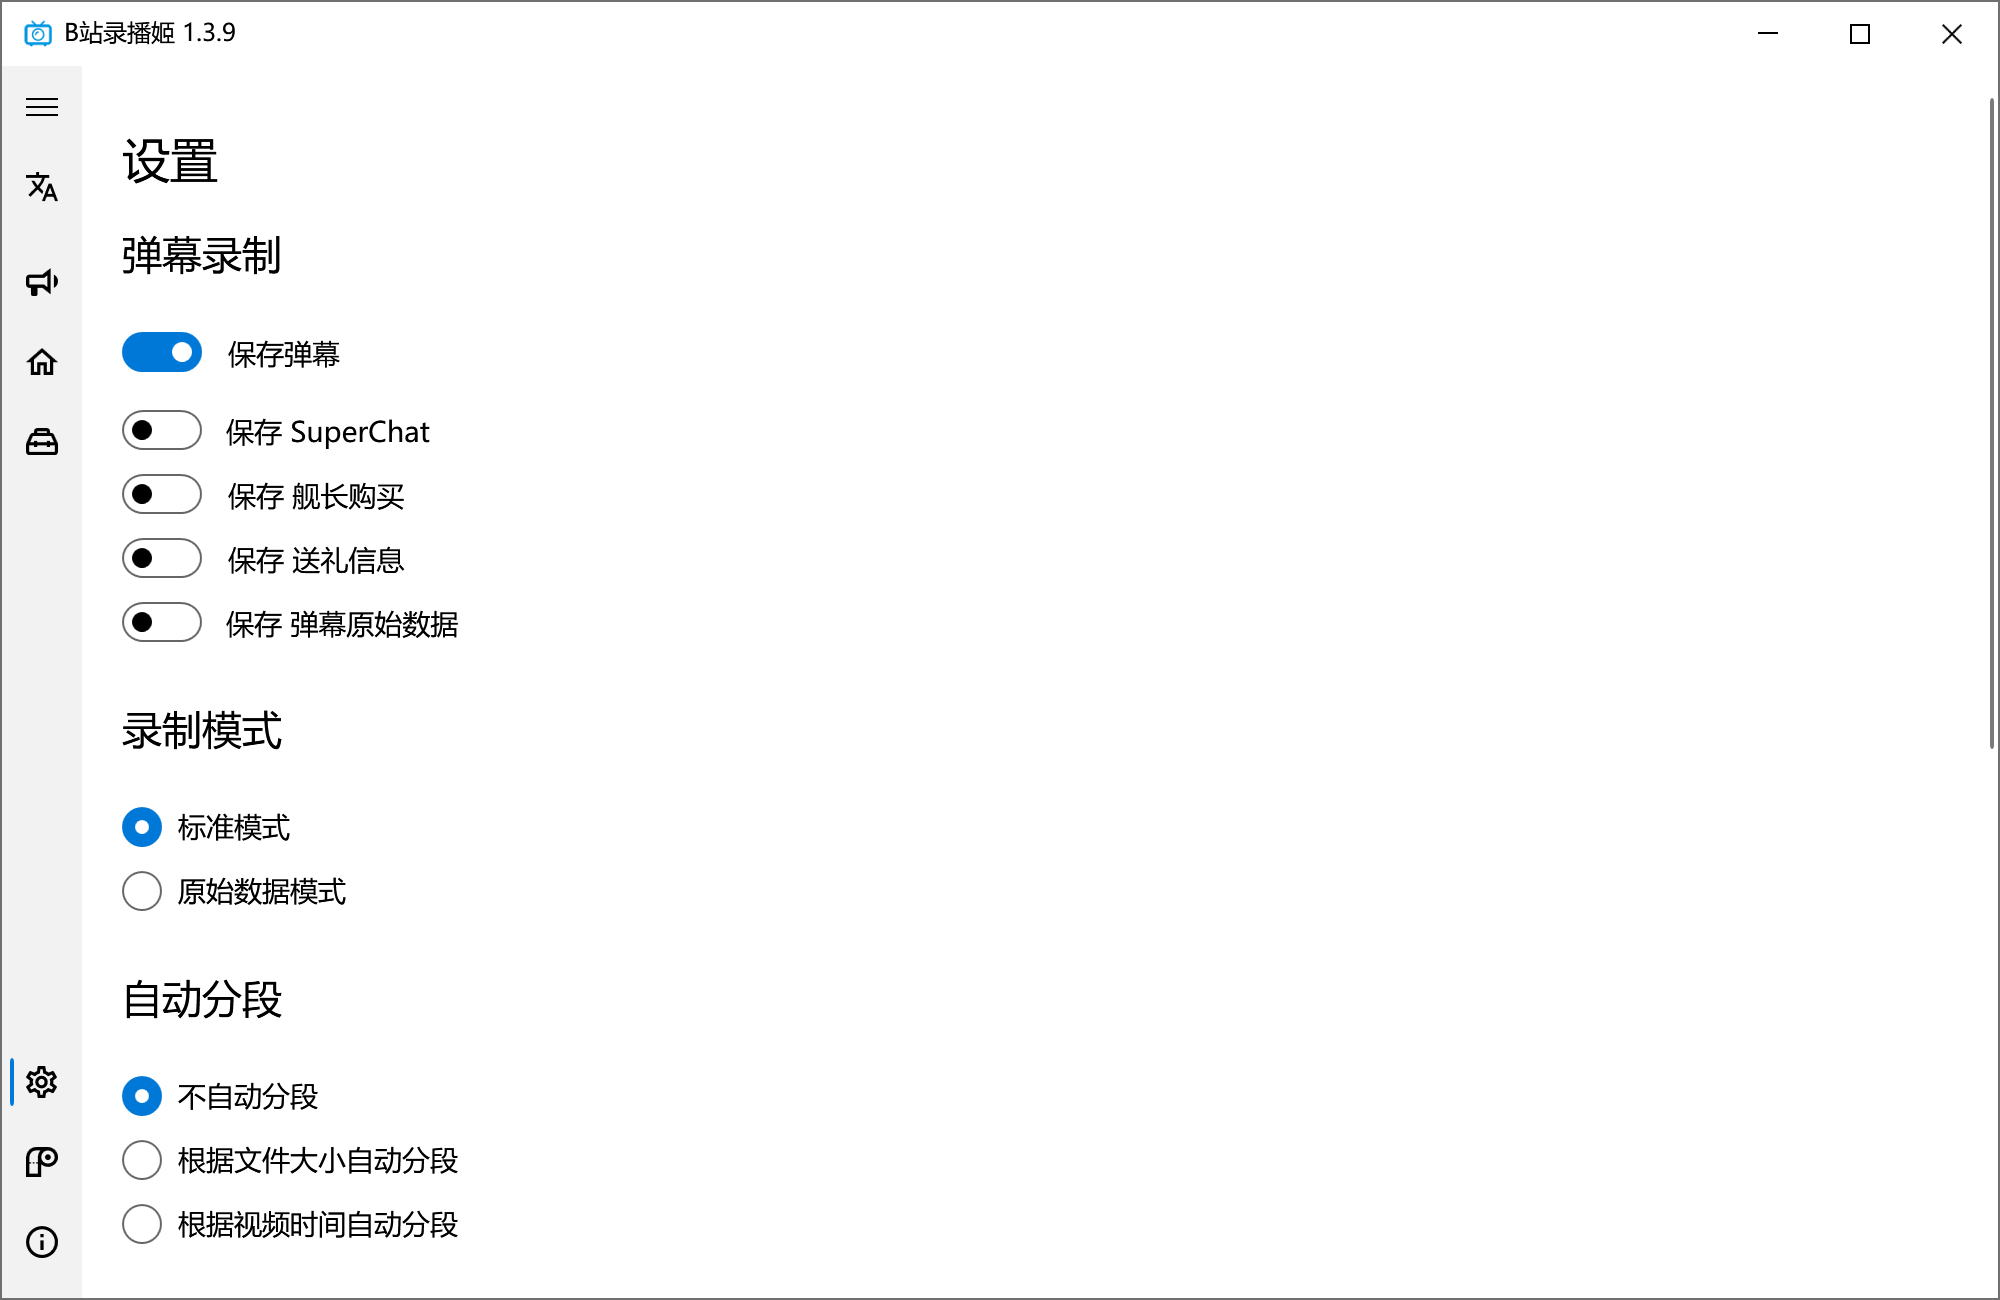 B站录播姬 1.3.9
设置
弹幕录制
保存弹幕
保存 SuperChat
保存 舰长购买
保存 送礼信息
保存 弹幕原始数据
录制模式
标准模式
原始数据模式
自动分段
不自动分段
根据文件大小自动分段
根据视频时间自动分段